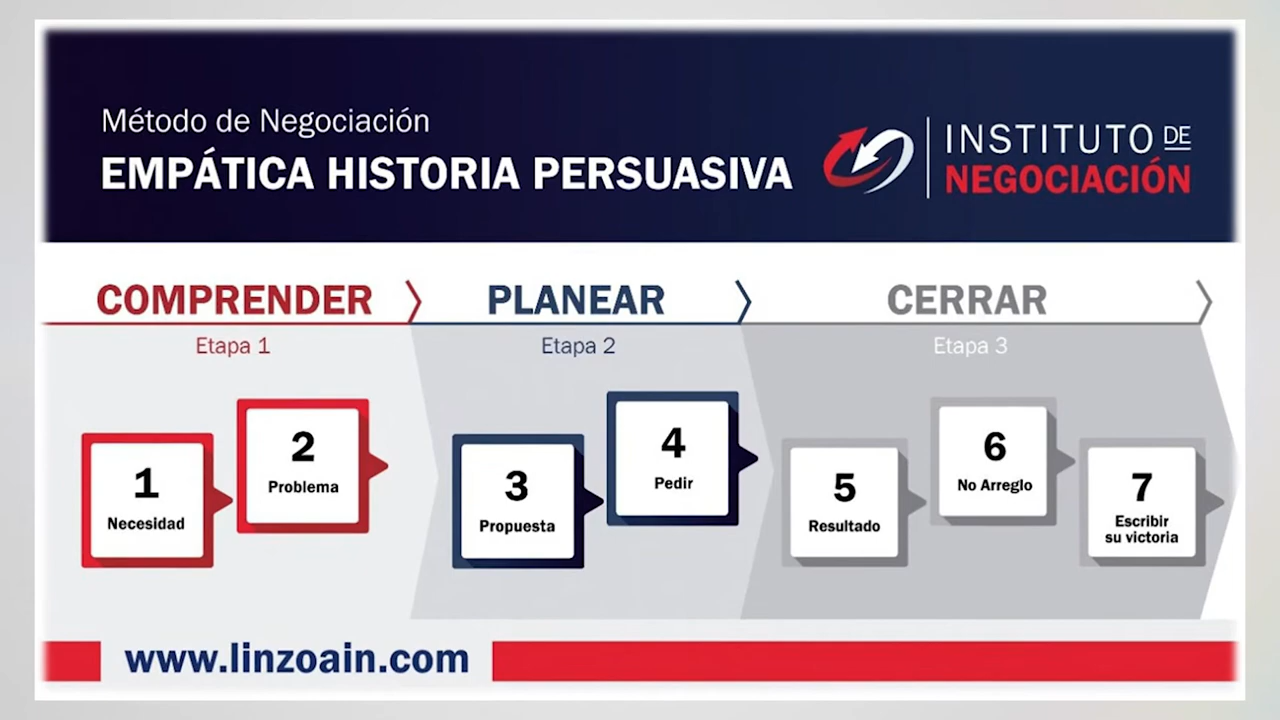 Método de Negociación
EMPÁTICA HISTORIA PERSUASIVA
INSTITUTO DE
NEGOCIACIÓN
COMPRENDER
Etapa 1
PLANEAR
Etapa 2
CERRAR
Etapa 3
1
Necesidad
2
Problema
3
Propuesta
4
Pedir
5
Resultado
6
No Arreglo
7
Escribir
su victoria
www.linzoain.com